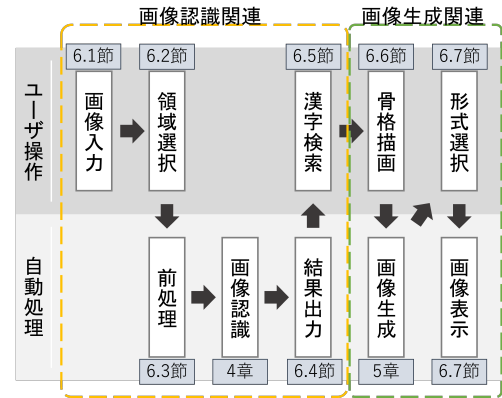 画像認識関連
画像生成関連
6.1節
6.2節
6.5節
6.6節
6.7節
ユーザ操作
画像入力
領域選択
漢字検索
骨格描画
形式選択
自動処理
前処理
画像認識
結果出力
画像生成
画像表示
6.3節
4章
6.4節
5章
6.7節